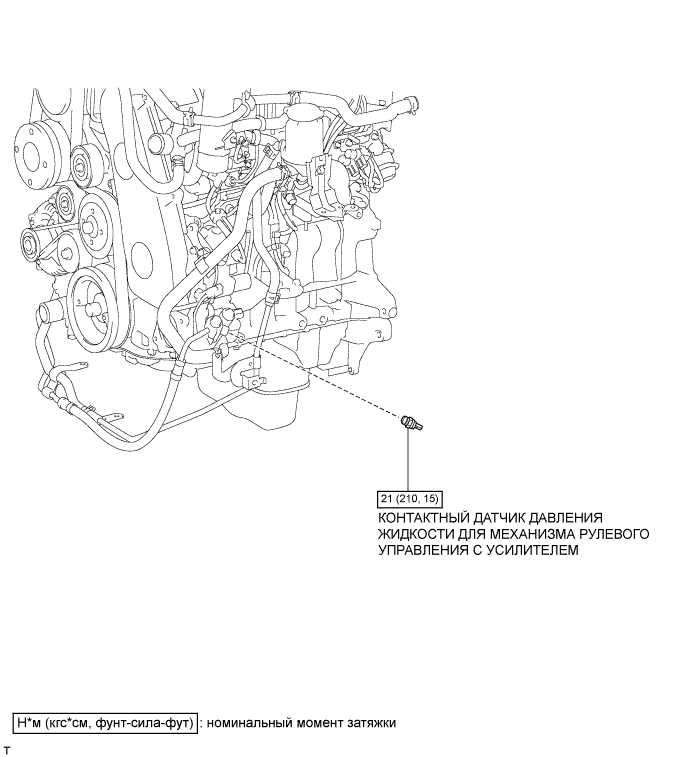 21 (210, 15)
КОНТАКТНЫЙ ДАТЧИК ДАВЛЕНИЯ
ЖИДКОСТИ ДЛЯ МЕХАНИЗМА РУЛЕВОГО
УПРАВЛЕНИЯ С УСИЛИТЕЛЕМ
Н*м (кгс*см, фунт-сила-фут) : номинальный момент затяжки
T